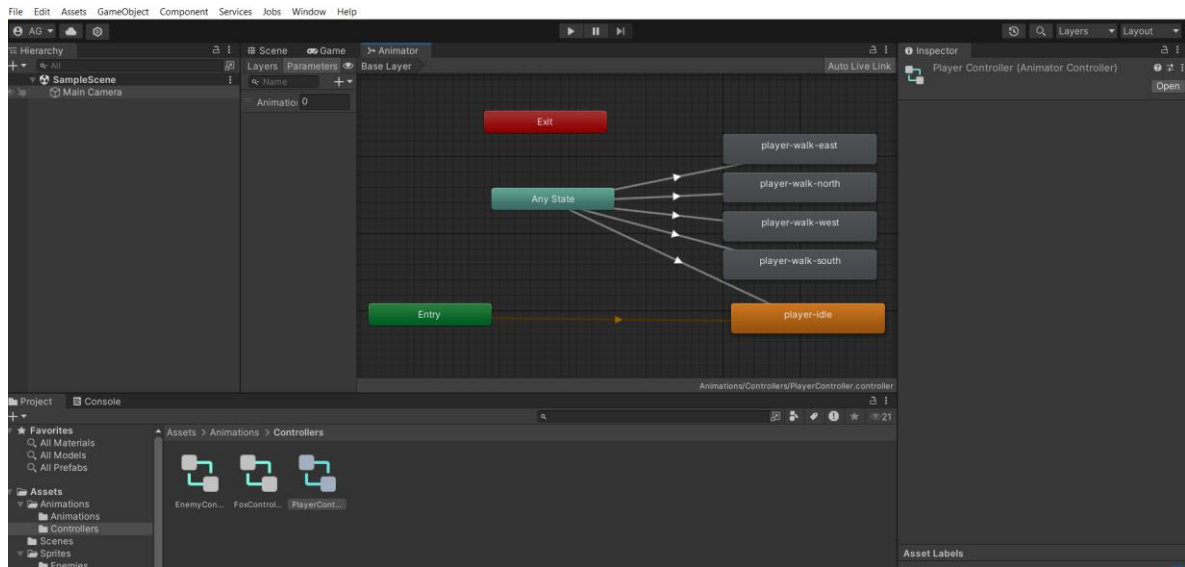 File Edit Assets GameObject Component Services Jobs Window Help
AG
Layers
Layout
Hierarchy
All
SampleScene
Main Camera
Scene
Game
Animator
Layers Parameters
Base Layer
Auto Live Link
Name
Animatio 0
Exit
Any State
Entry
player-walk-east
player-walk-north
player-walk-west
player-walk-south
player-idle
Animations/Controllers/PlayerController.controller
Inspector
Player Controller (Animator Controller)
Open
Project
Console
21
Favorites
All Materials
All Models
All Prefabs
Assets
Animations
Animations
Controllers
Scenes
Sprites
Enemies
Assets > Animations > Controllers
EnemyCon...
FoxControl...
PlayerCont...
Asset Labels